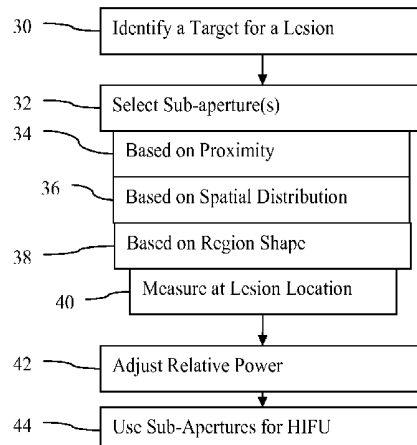 30 Identify a Target for a Lesion
32 Select Sub-aperture(s)
34 Based on Proximity
36 Based on Spatial Distribution
38 Based on Region Shape
40 Measure at Lesion Location
42 Adjust Relative Power
44 Use Sub-Apertures for HIFU